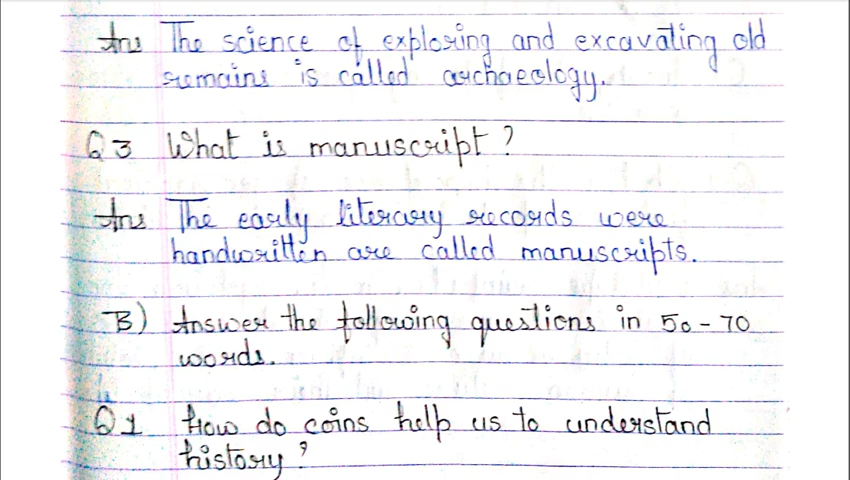 Ans The science of exploring and excavating old
remains is called archaeology.
Q3 What is manuscript ?
Ans The early literary records were
handwritten are called manuscripts.
B) Answer the following questions in 50-70
words.
Q1 How do coins help us to understand
history ?